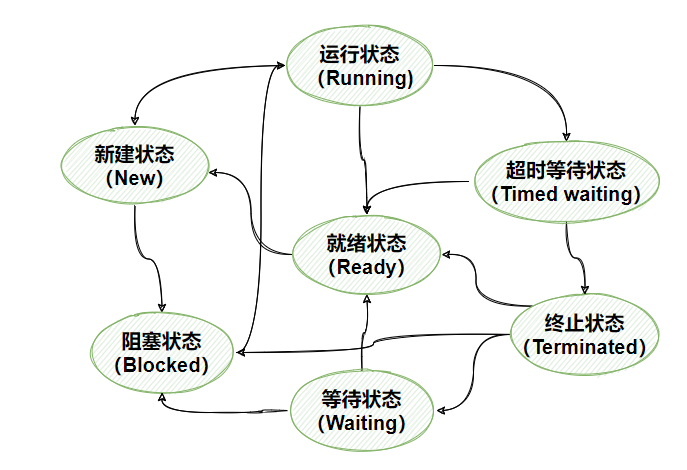 运行状态
（Running)
新建状态
（New）
超时等待状态
（Timed waiting）
就绪状态
（Ready）
阻塞状态
（Blocked）
终止状态
（Terminated）
等待状态
（Waiting）